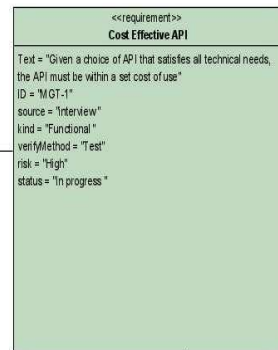 <<requirement>>
Cost Effective API
Text = "Given a choice of API that satisfies all technical needs,
the API must be within a set cost of use"
ID = "MGT-1"
source = "interview"
kind = "Functional "
verifyMethod = "Test"
risk = "High"
status = "In progress "